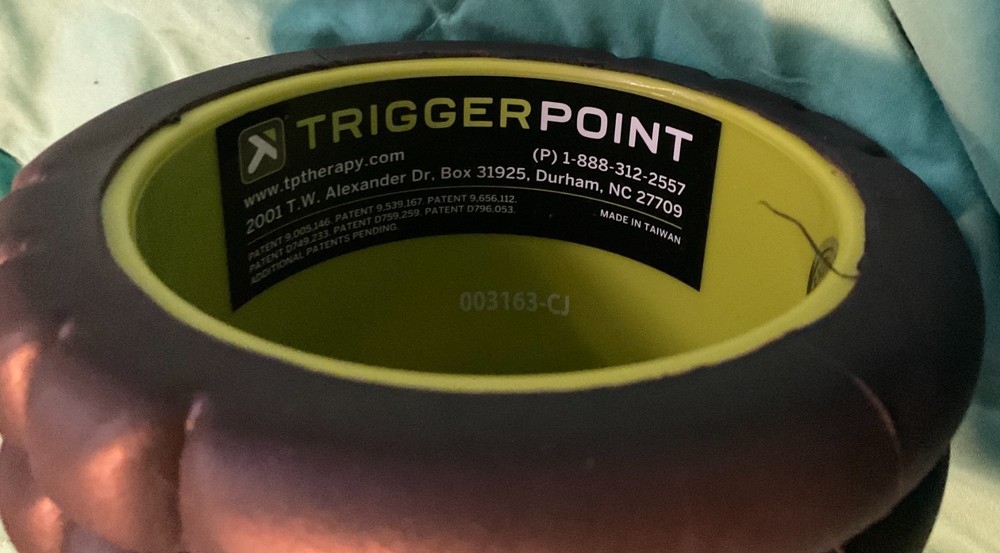 TRIGGERPOINT
www.tptherapy.com (P) 1-888-312-2557
2001 T.W. Alexander Dr. Box 31925, Durham, NC 27709
PATENT 9,005,146. PATENT 9,539,167. PATENT 9,656,112.
PATENT D749,233. PATENT D759,259. PATENT D796,053.
ADDITIONAL PATENTS PENDING.
MADE IN TAIWAN
003163-CJ